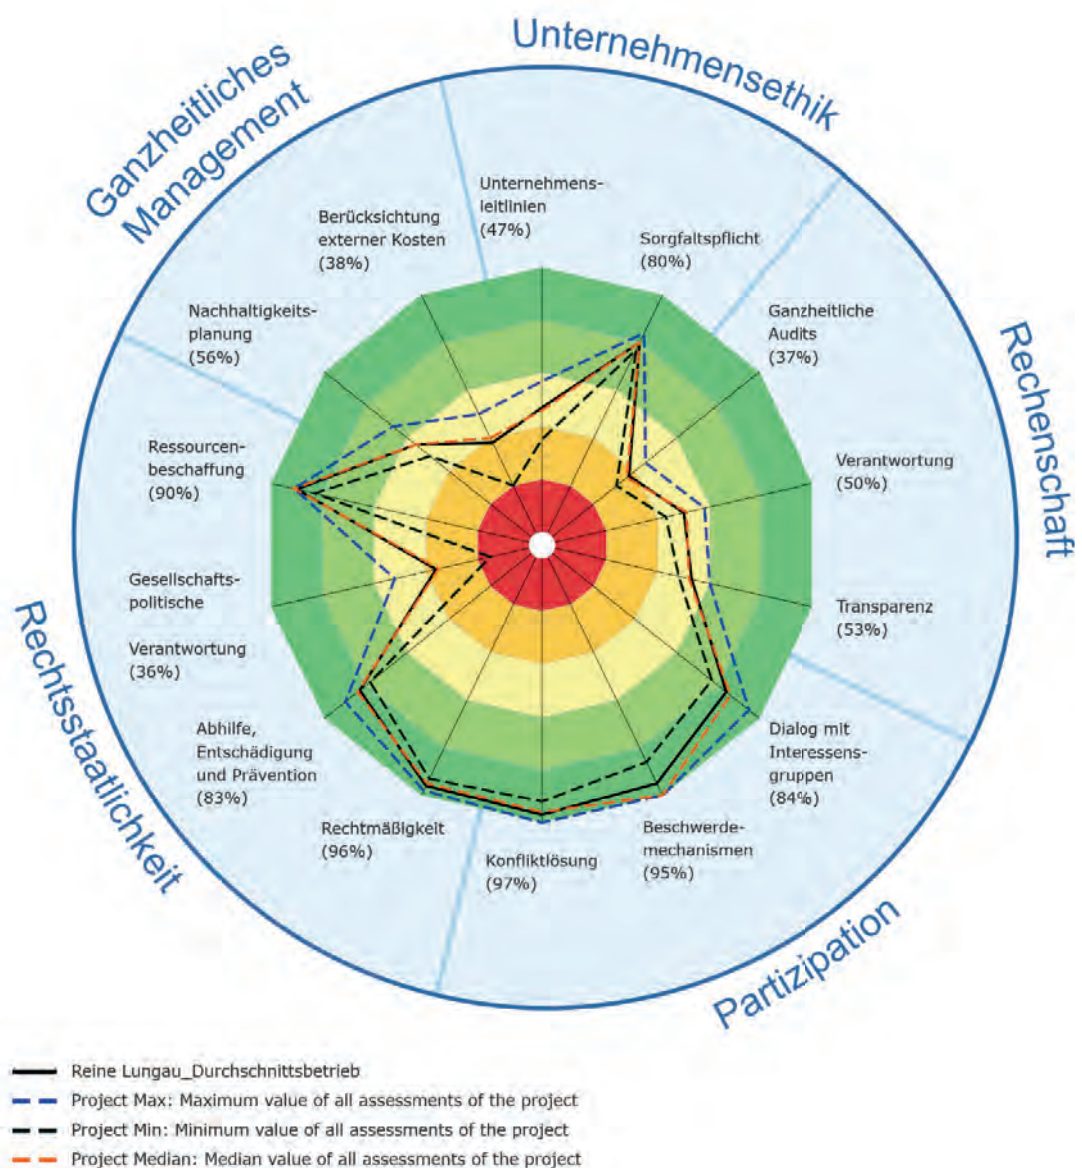 Unternehmensethik
Ganzheitliches
Management
Unternehmens-
leitlinien
(47%)
Berücksichtung
externer Kosten
(38%)
Sorgfaltspflicht
(80%)
Nachhaltigkeits-
planung
(56%)
Ganzheitliche
Audits
(37%)
Rechenschaft
Ressourcen-
beschaffung
(90%)
Verantwortung
(50%)
Gesellschafts-
politische
Verantwortung
(36%)
Transparenz
(53%)
Rechtsstaatlichkeit
Abhilfe,
Entschädigung
und Prävention
(83%)
Dialog mit
Interessens-
gruppen
(84%)
Rechtmäßigkeit
(96%)
Konfliktlösung
(97%)
Beschwerde-
mechanismen
(95%)
Partizipation
Reine Lungau_Durchschnittsbetrieb
Project Max: Maximum value of all assessments of the project
Project Min: Minimum value of all assessments of the project
Project Median: Median value of all assessments of the project